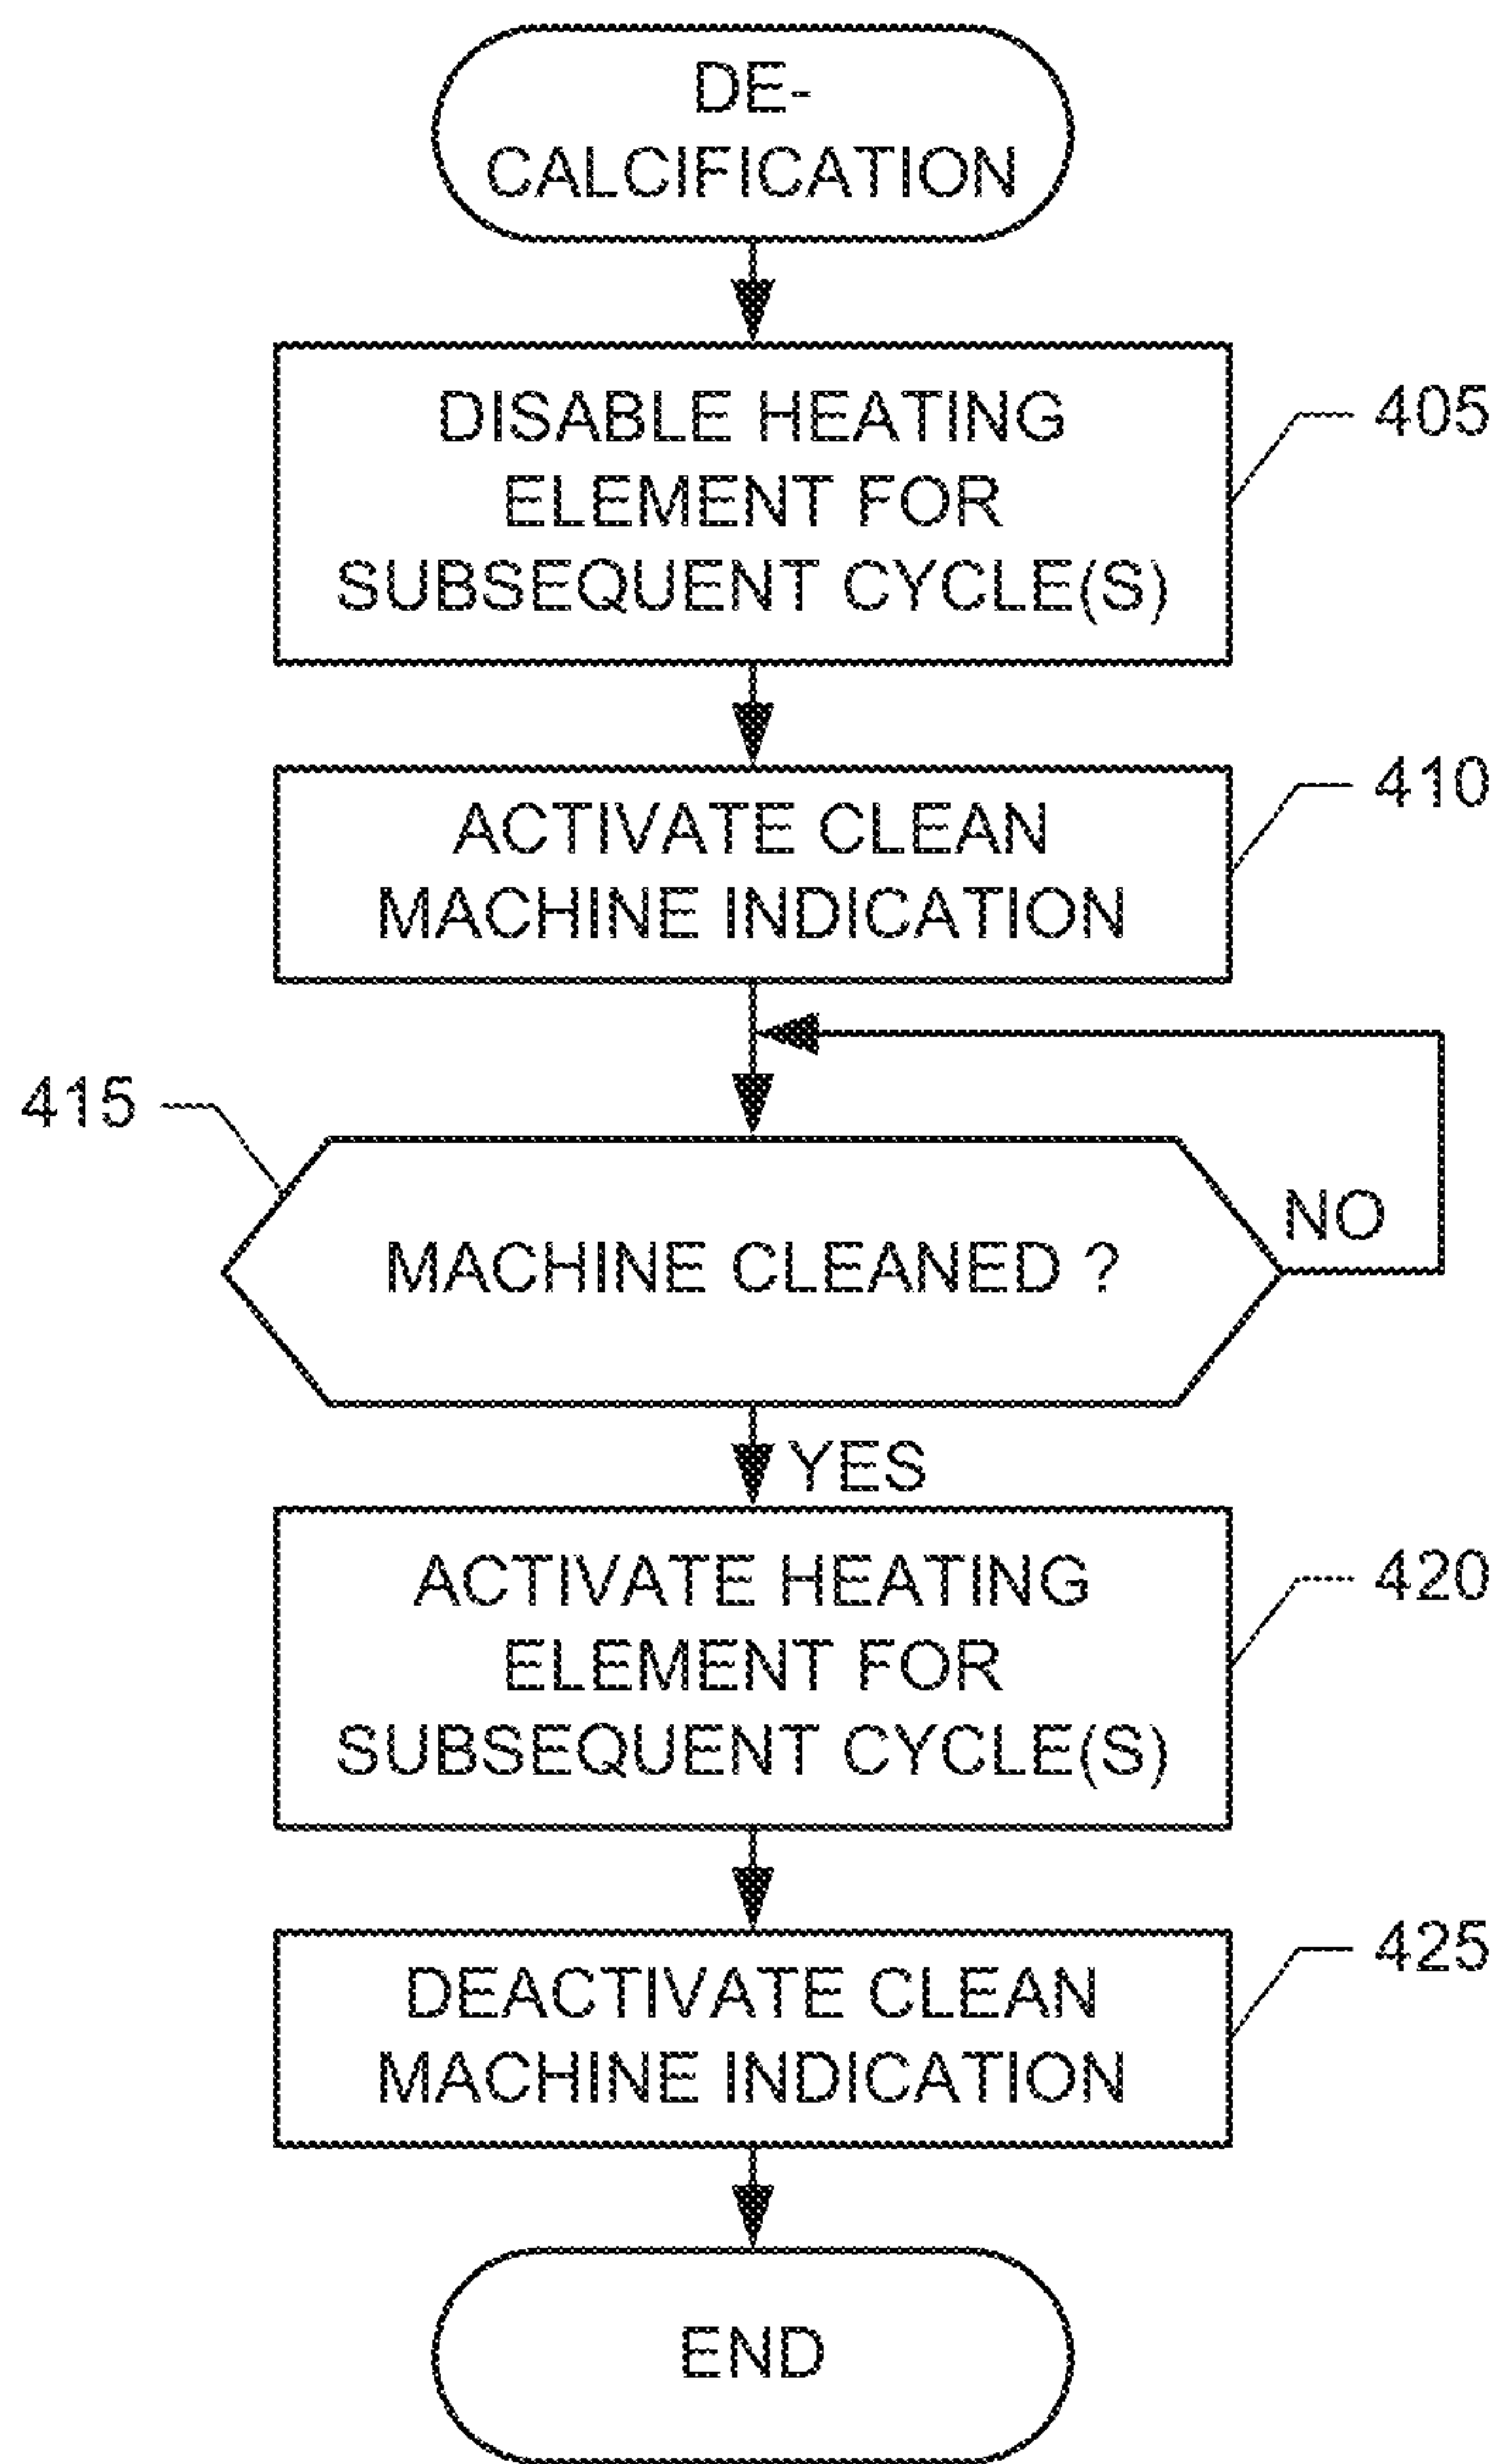 DE-
CALCIFICATION
DISABLE HEATING
ELEMENT FOR
SUBSEQUENT CYCLE(S)
405
ACTIVATE CLEAN
MACHINE INDICATION
410
415
MACHINE CLEANED ?
NO
YES
ACTIVATE HEATING
ELEMENT FOR
SUBSEQUENT CYCLE(S)
420
DEACTIVATE CLEAN
MACHINE INDICATION
425
END